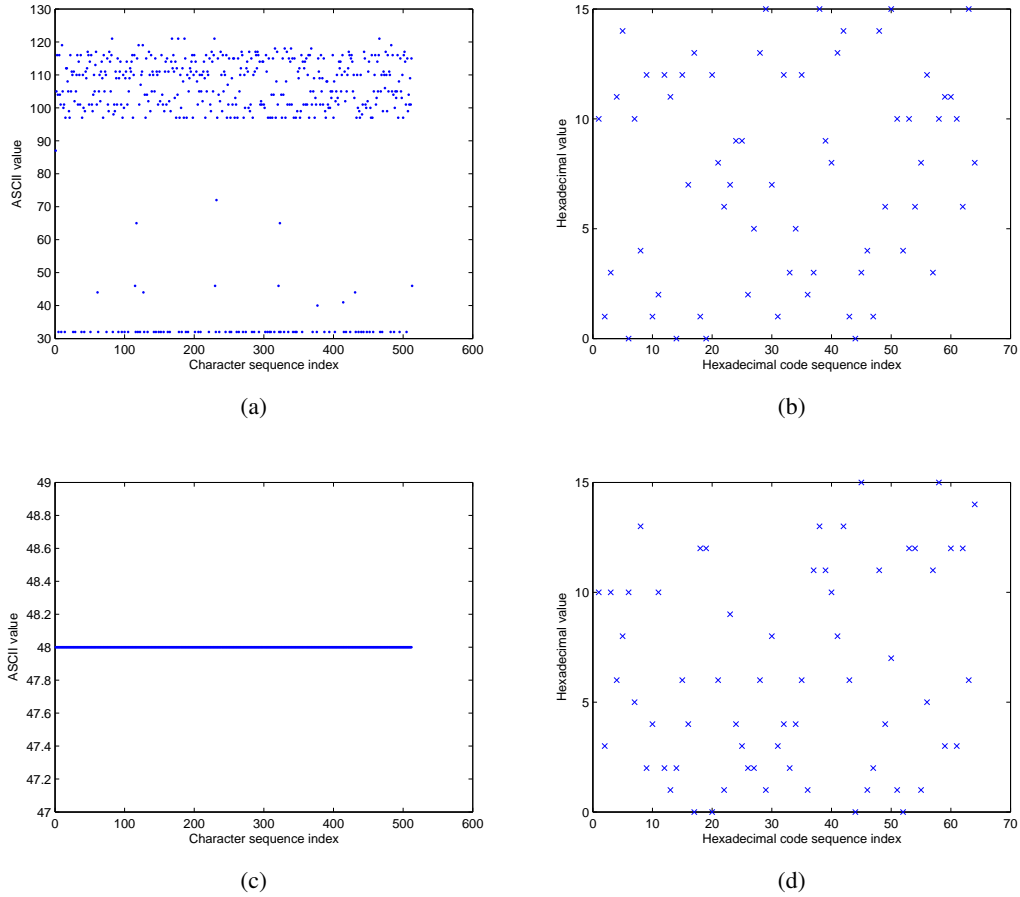 130
120
110
100
90
80
70
60
50
40
30
0 100 200 300 400 500 600
ASCII value
Character sequence index
(a)
15
10
5
0
0 10 20 30 40 50 60 70
Hexadecimal value
Hexadecimal code sequence index
(b)
49
48.8
48.6
48.4
48.2
48
47.8
47.6
47.4
47.2
47
0 100 200 300 400 500 600
ASCII value
Character sequence index
(c)
15
10
5
0
0 10 20 30 40 50 60 70
Hexadecimal value
Hexadecimal code sequence index
(d)